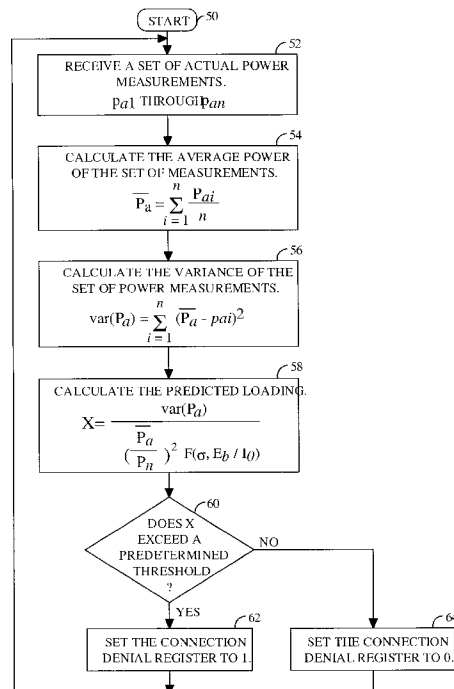 START
50
52
RECEIVE A SET OF ACTUAL POWER
MEASUREMENTS.
pa1 THROUGH pan
54
CALCULATE THE AVERAGE POWER
OF THE SET OF MEASUREMENTS.
P̅a = ∑ i = 1 n Pai / n
56
CALCULATE THE VARIANCE OF THE
SET OF POWER MEASUREMENTS.
var(Pa) = ∑ i = 1 n (P̅a - pai)2
58
CALCULATE THE PREDICTED LOADING.
X= var(Pa) / (P̅a / Pn)2 F(σ, Eb / I0)
60
DOES X
EXCEED A
PREDETERMINED
THRESHOLD
?
NO
YES
62
SET THE CONNECTION
DENIAL REGISTER TO 1.
64
SET THE CONNECTION
DENIAL REGISTER TO 0.